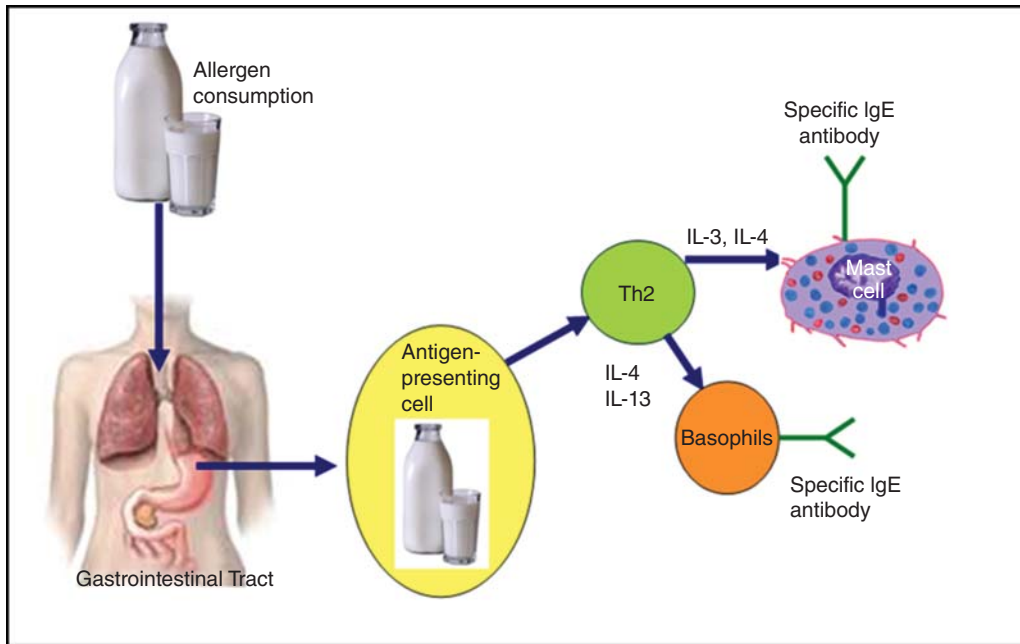 Allergen
consumption
Specific IgE
antibody
IL-3, IL-4
Mast
cell
Th2
Antigen-
presenting
cell
IL-4
IL-13
Basophils
Specific IgE
antibody
Gastrointestinal Tract